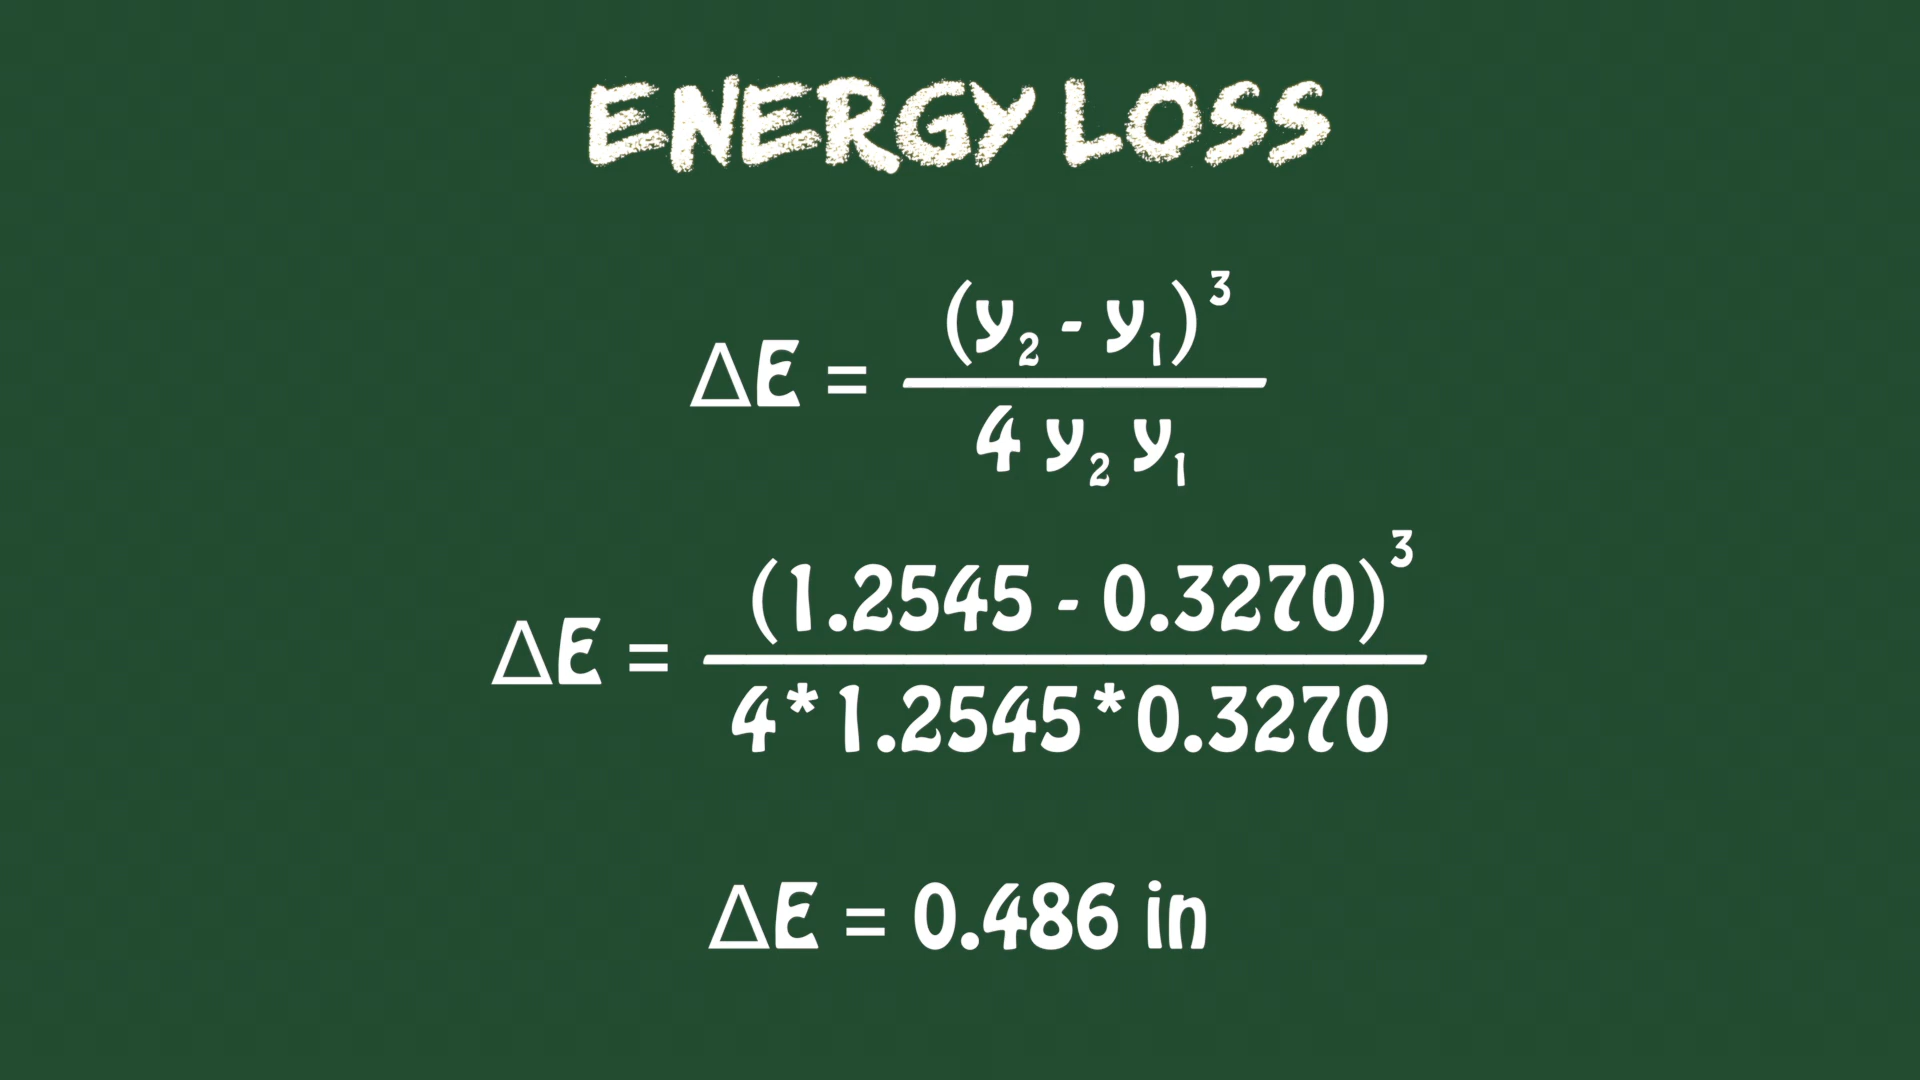 ENERGY LOSS
ΔE = (y₂ - y₁)³ / 4 y₂ y₁
ΔE = (1.2545 - 0.3270)³ / 4*1.2545*0.3270
ΔE = 0.486 in